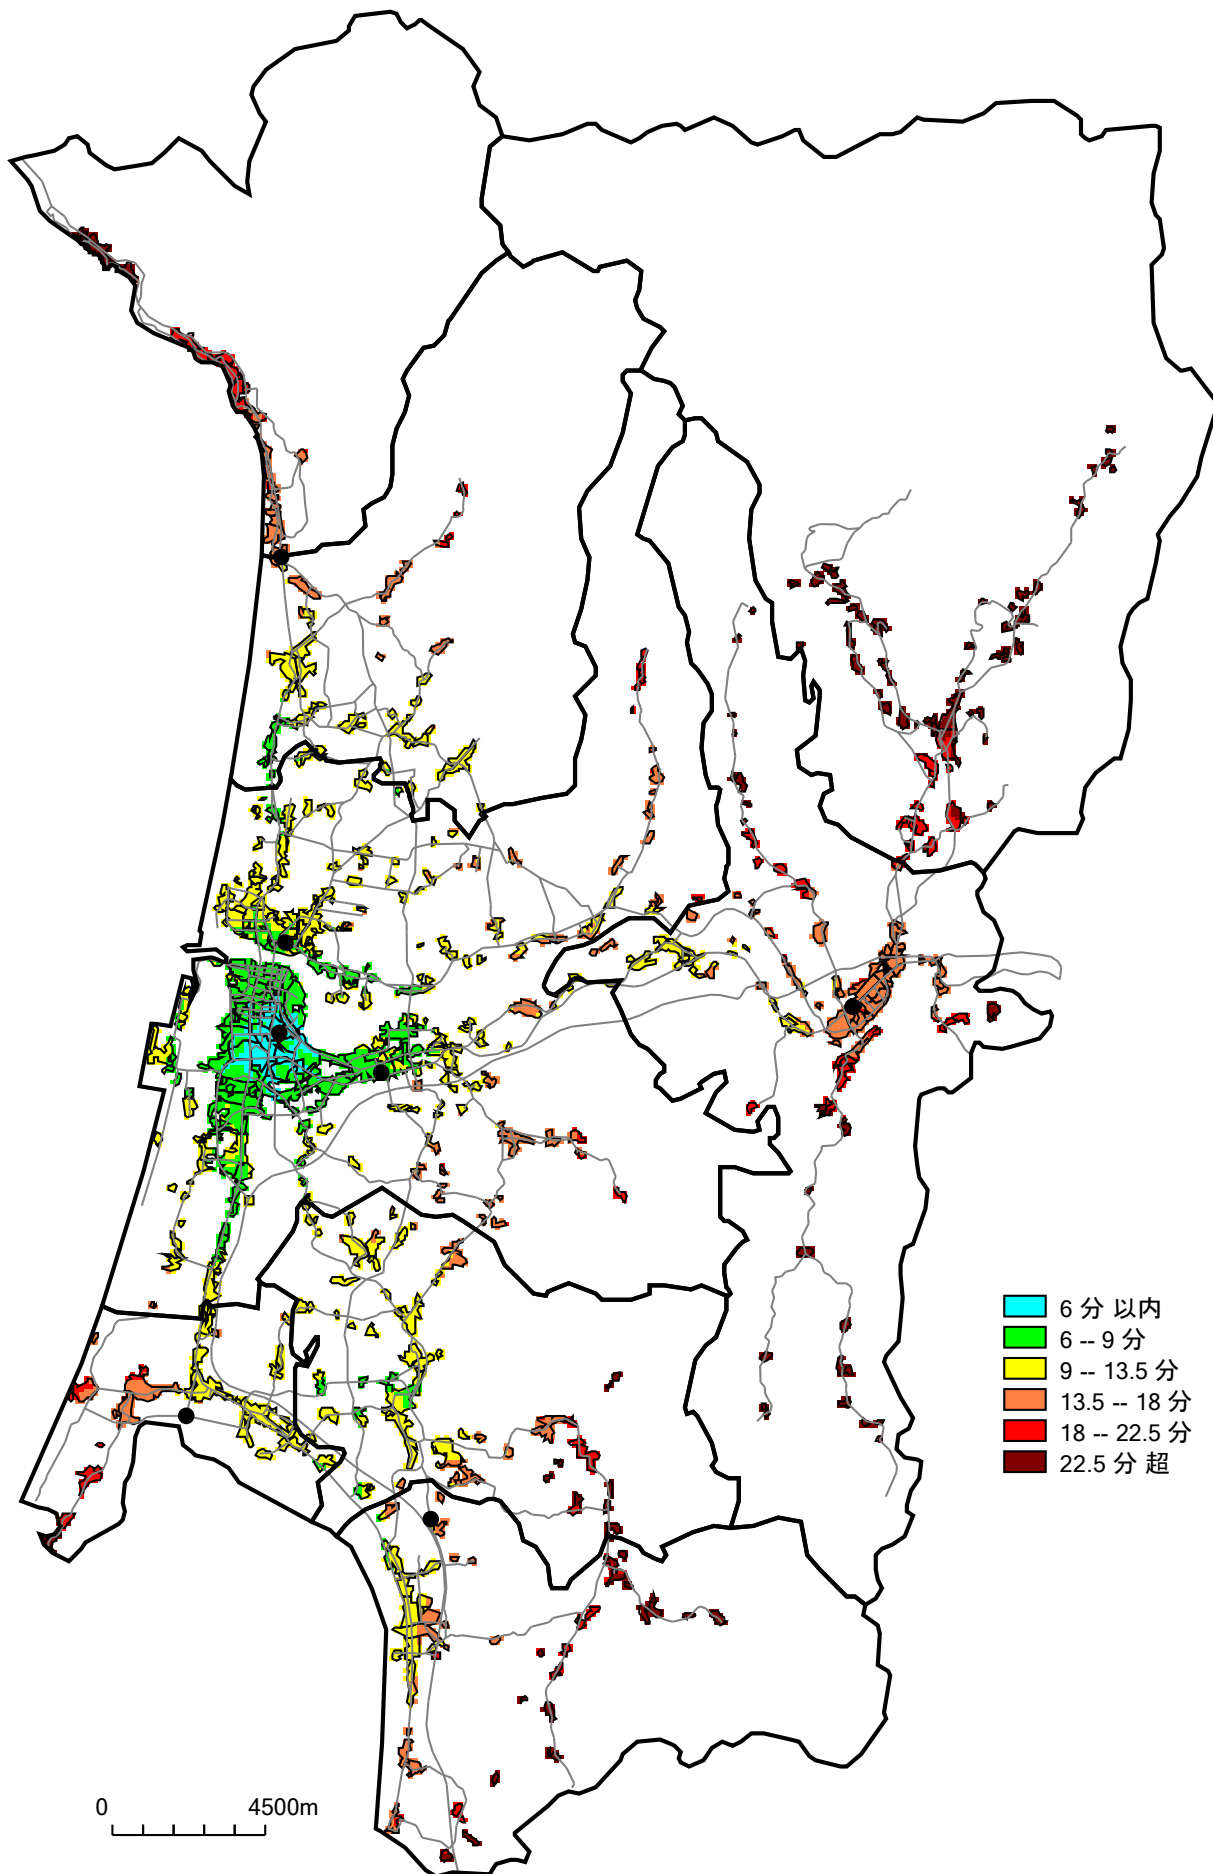 6 分 以内
6 -- 9 分
9 -- 13.5 分
13.5 -- 18 分
18 -- 22.5 分
22.5 分 超
0 4500m